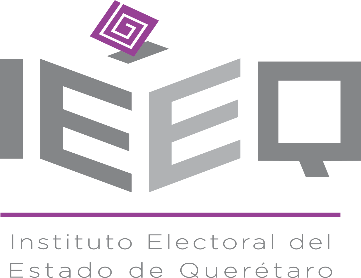 IEEQ
Instituto Electoral del
Estado de Querétaro